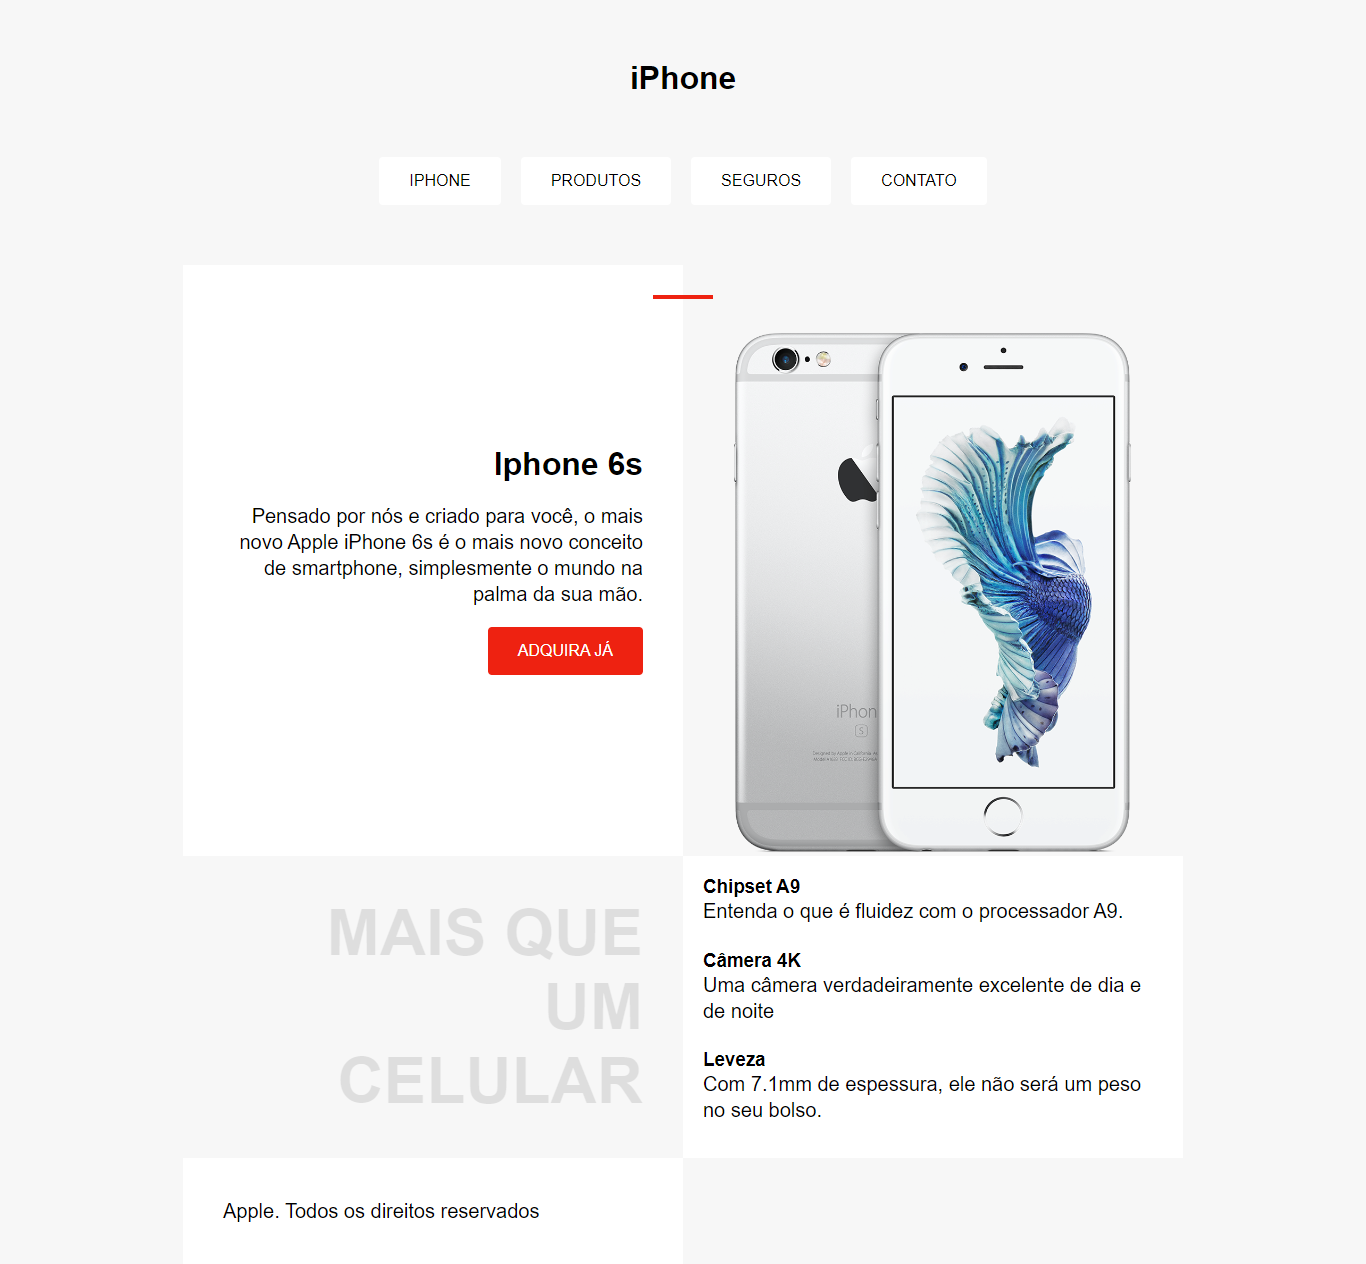 iPhone
IPHONE
PRODUTOS
SEGUROS
CONTATO
Iphone 6s
Pensado por nós e criado para você, o mais
novo Apple iPhone 6s é o mais novo conceito
de smartphone, simplesmente o mundo na
palma da sua mão.
ADQUIRA JÁ
iPhon
S
MAIS QUE
UM
CELULAR
Chipset A9
Entenda o que é fluidez com o processador A9.
Câmera 4K
Uma câmera verdadeiramente excelente de dia e
de noite
Leveza
Com 7.1mm de espessura, ele não será um peso
no seu bolso.
Apple. Todos os direitos reservados